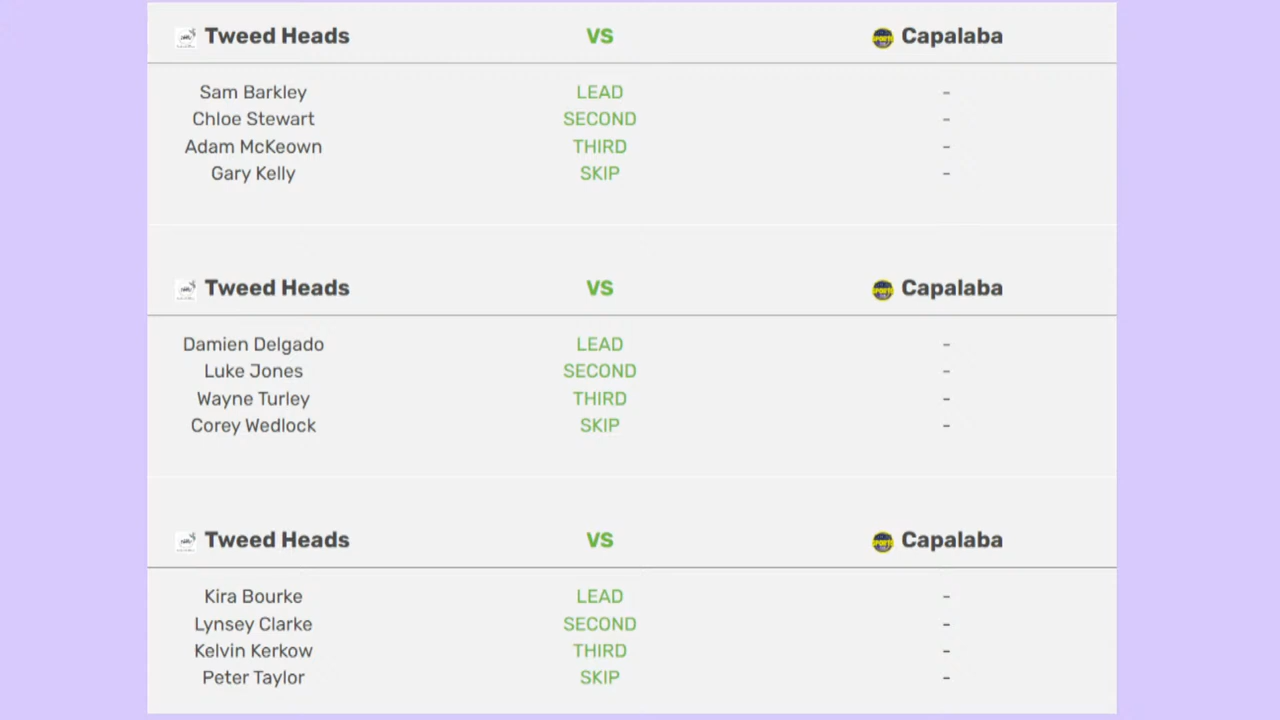 Tweed Heads VS Capalaba
Sam Barkley LEAD -
Chloe Stewart SECOND -
Adam McKeown THIRD -
Gary Kelly SKIP -
Tweed Heads VS Capalaba
Damien Delgado LEAD -
Luke Jones SECOND -
Wayne Turley THIRD -
Corey Wedlock SKIP -
Tweed Heads VS Capalaba
Kira Bourke LEAD -
Lynsey Clarke SECOND -
Kelvin Kerkow THIRD -
Peter Taylor SKIP -